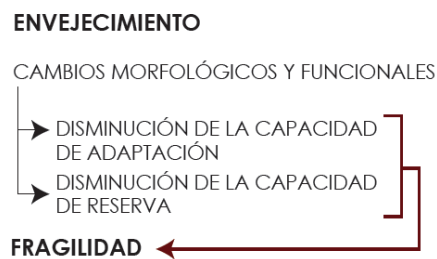 ENVEJECIMIENTO
CAMBIOS MORFOLÓGICOS Y FUNCIONALES
DISMINUCIÓN DE LA CAPACIDAD
DE ADAPTACIÓN
DISMINUCIÓN DE LA CAPACIDAD
DE RESERVA
FRAGILIDAD